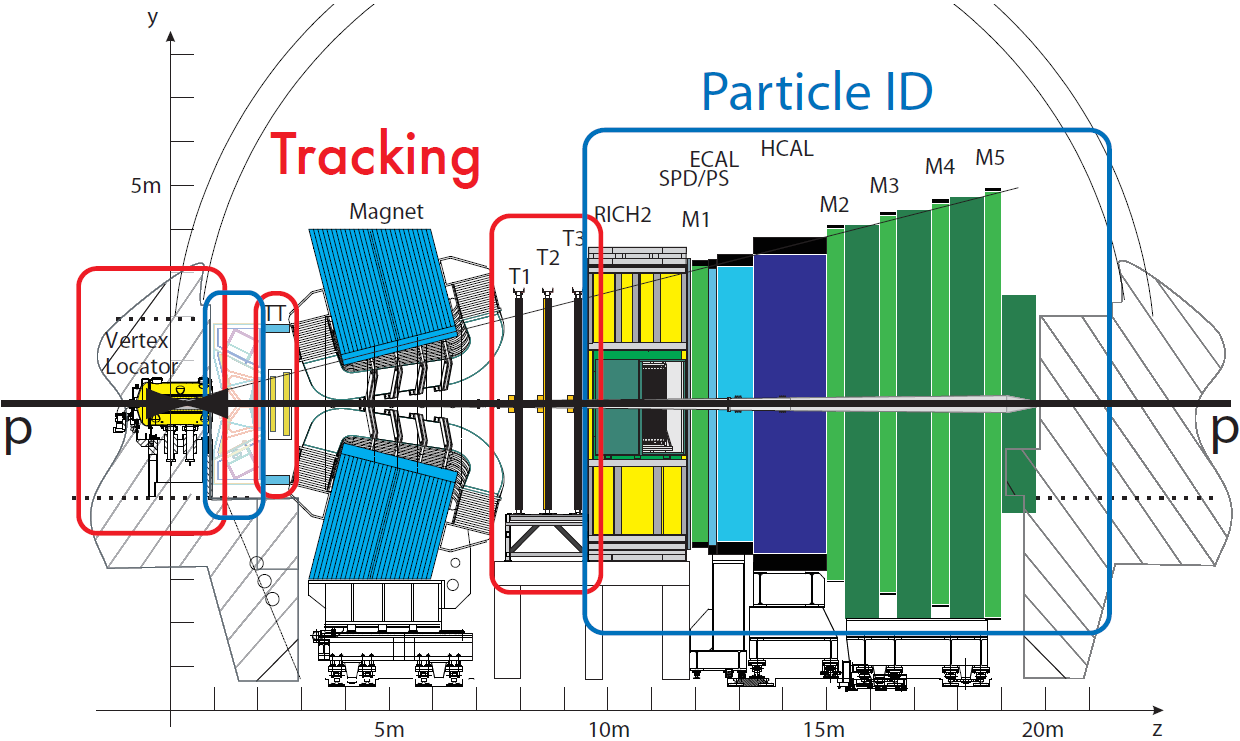 y
Particle ID
Tracking
HCAL
ECAL
SPD/PS
M5
M4
M3
M2
M1
5m
Magnet
RICH2
T3
T2
T1
TT
Vertex
Locator
p
p
5m
10m
15m
20m
z